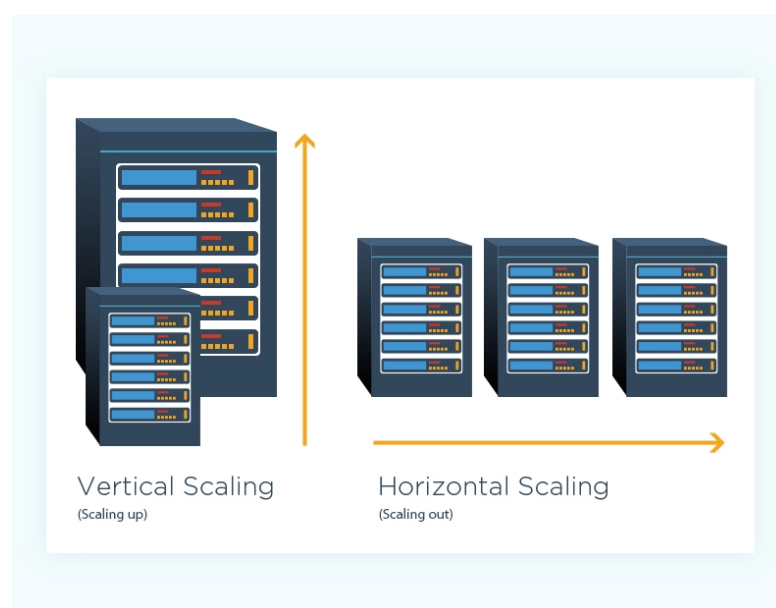 Vertical Scaling
(Scaling up)
Horizontal Scaling
(Scaling out)